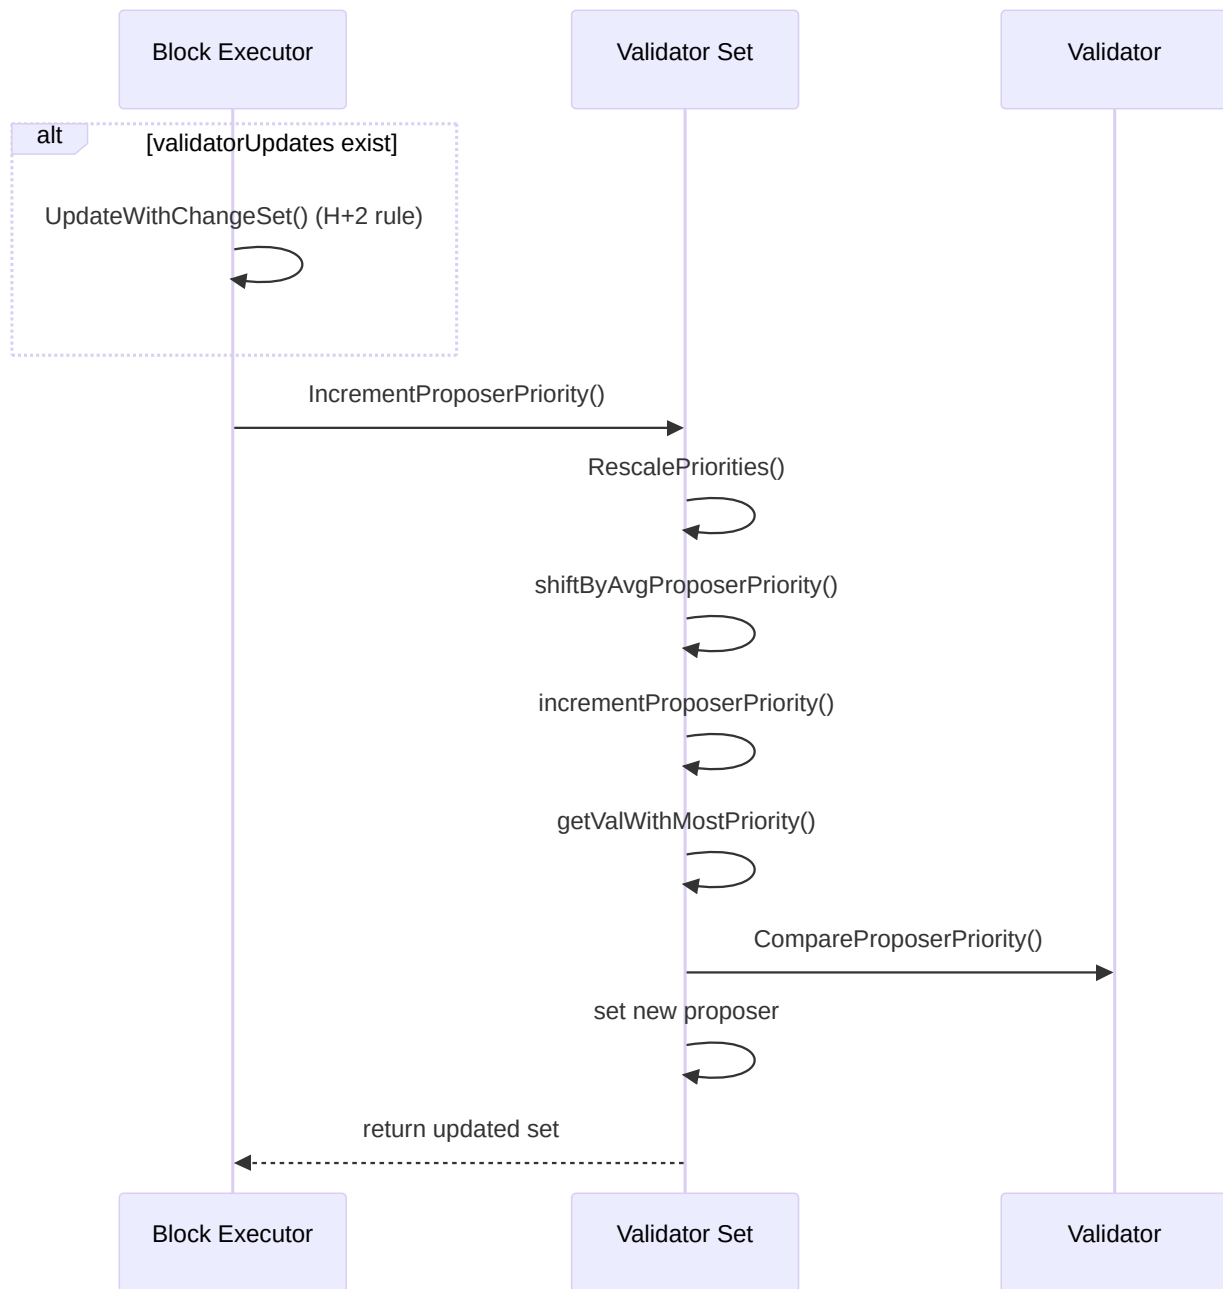 Block Executor
Validator Set
Validator
alt
[validatorUpdates exist]
UpdateWithChangeSet() (H+2 rule)
IncrementProposerPriority()
RescalePriorities()
shiftByAvgProposerPriority()
incrementProposerPriority()
getValWithMostPriority()
CompareProposerPriority()
set new proposer
return updated set
Block Executor
Validator Set
Validator